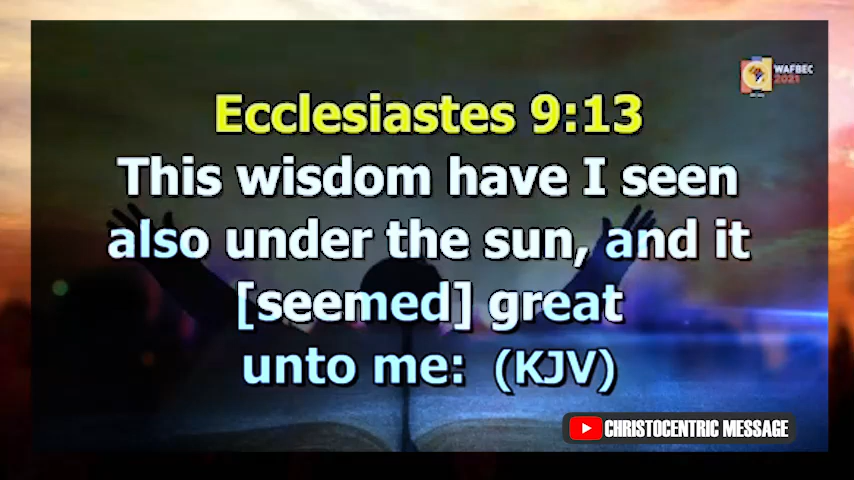 WAFBEC
2021
Ecclesiastes 9:13
This wisdom have I seen
also under the sun, and it
[seemed] great
unto me: (KJV)
CHRISTOCENTRIC MESSAGE